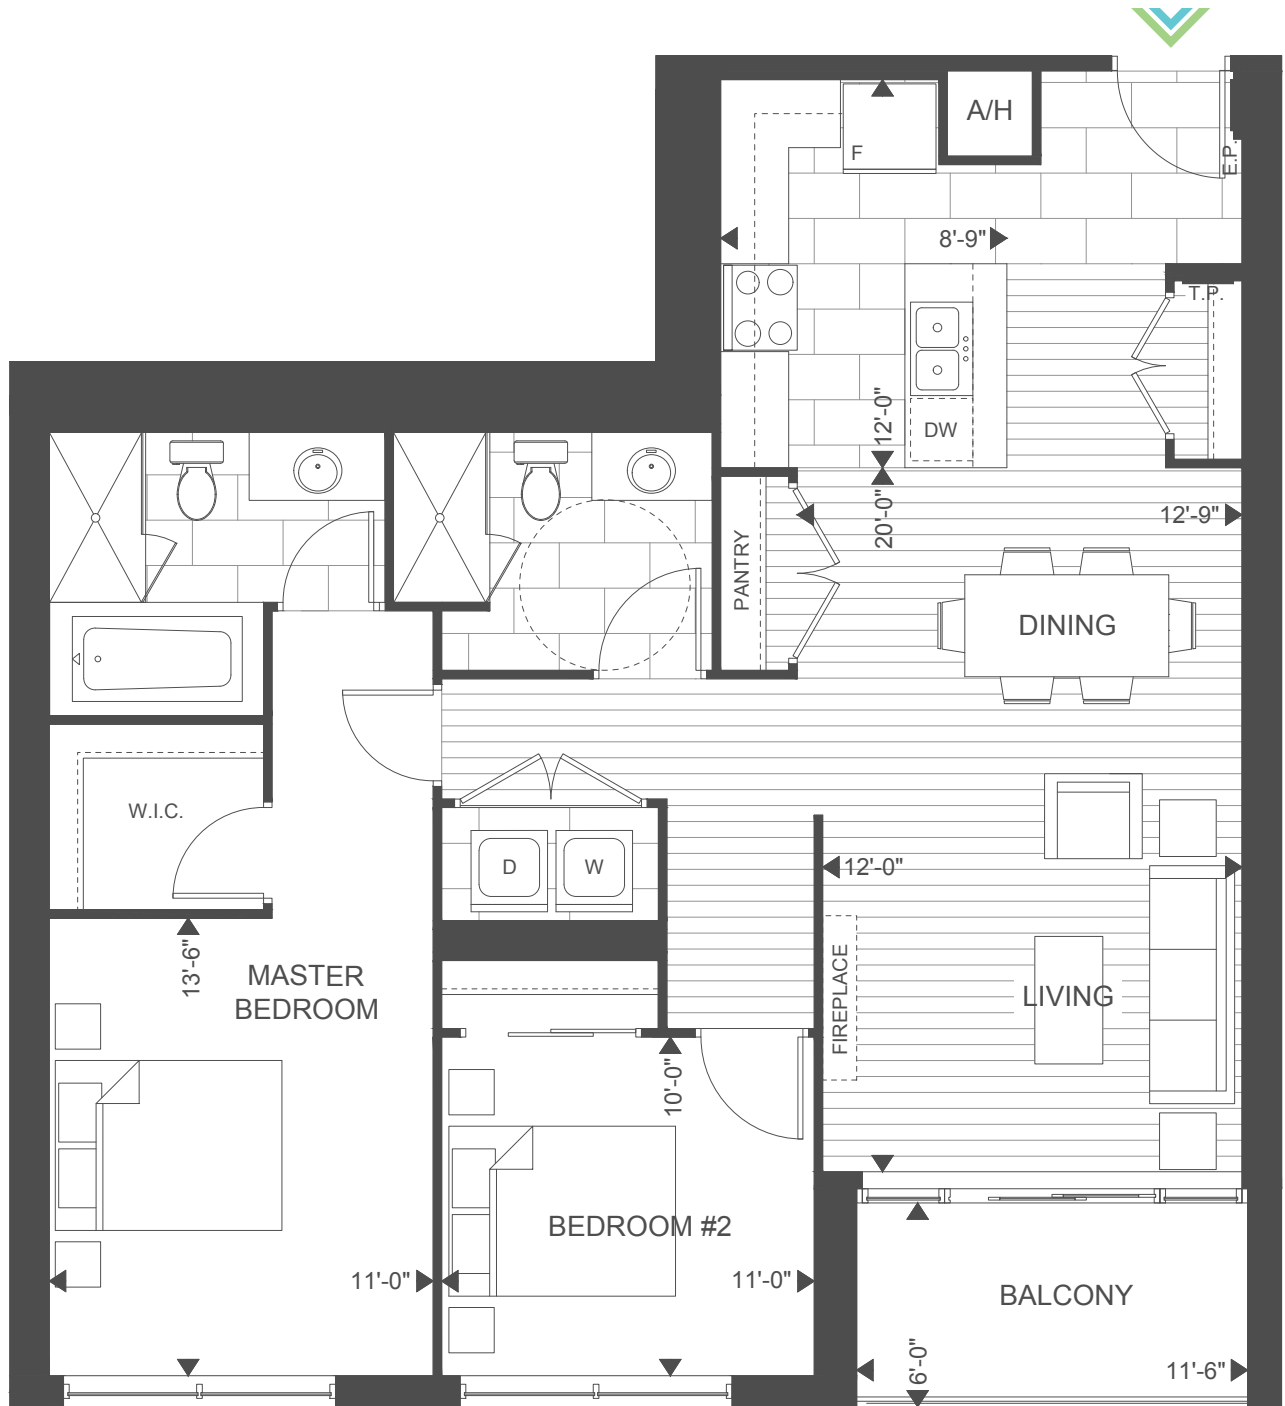 A/H
F
E.P.
8'-9"
T.P.
12'-0"
DW
20'-0"
12'-9"
PANTRY
DINING
W.I.C.
D
W
12'-0"
13'-6"
MASTER
BEDROOM
FIREPLACE
LIVING
10'-0"
BEDROOM #2
11'-0"
11'-0"
BALCONY
6'-0"
11'-6"